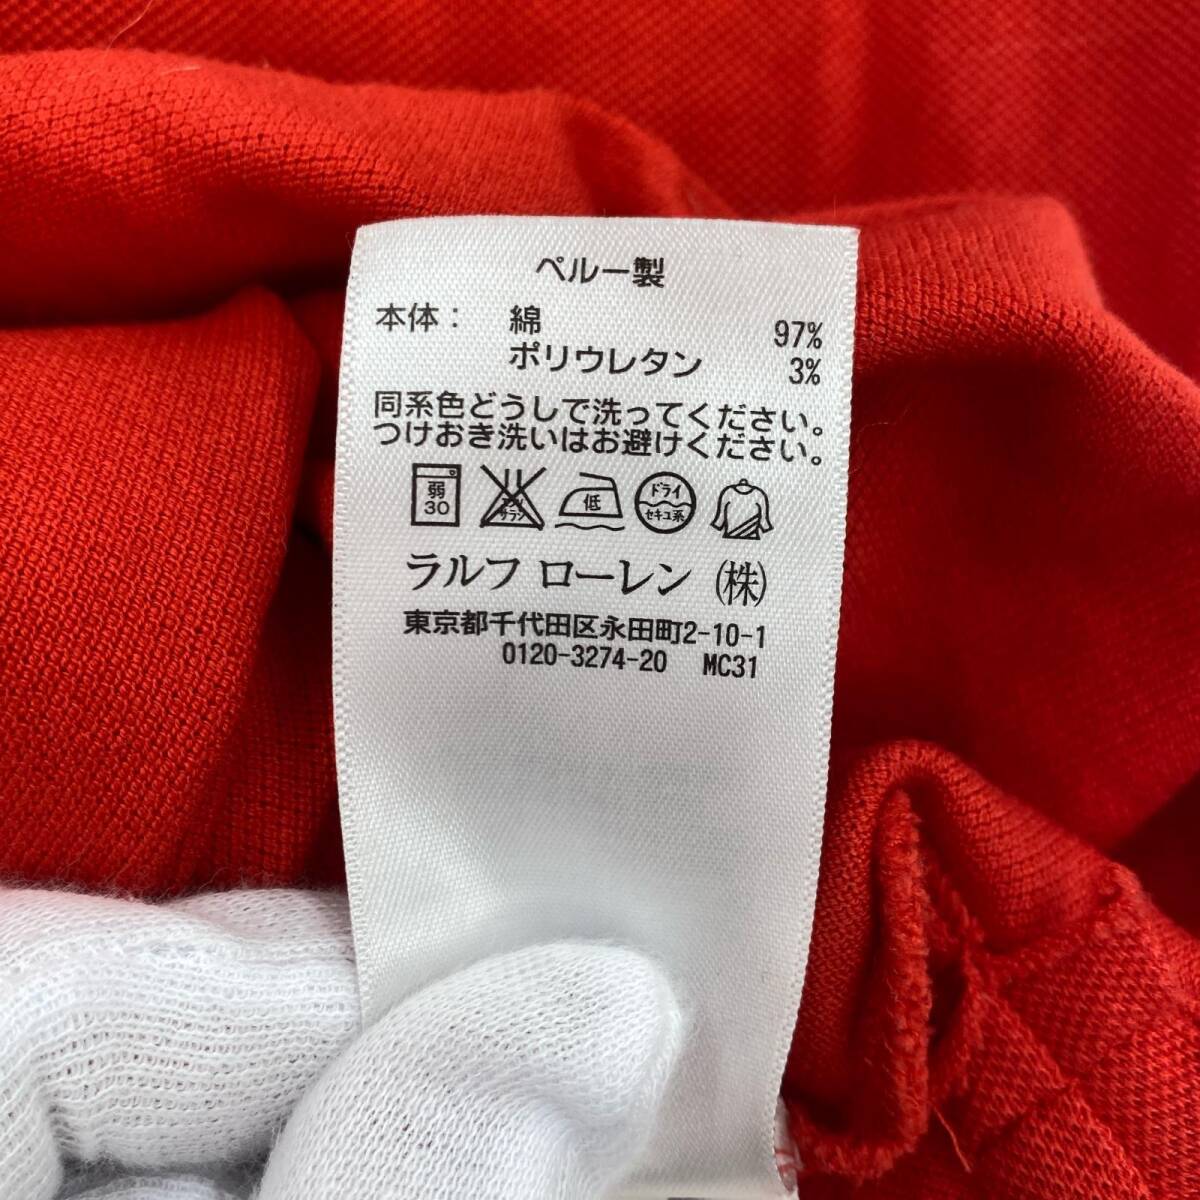 ペルー製
本体： 綿 97%
ポリウレタン 3%
同系色どうしで洗ってください。
つけおき洗いはお避けください。
弱 30
エンソ サラシ
低
ドライ セキユ系
ラルフ ローレン (株)
東京都千代田区永田町2-10-1
0120-3274-20 MC31